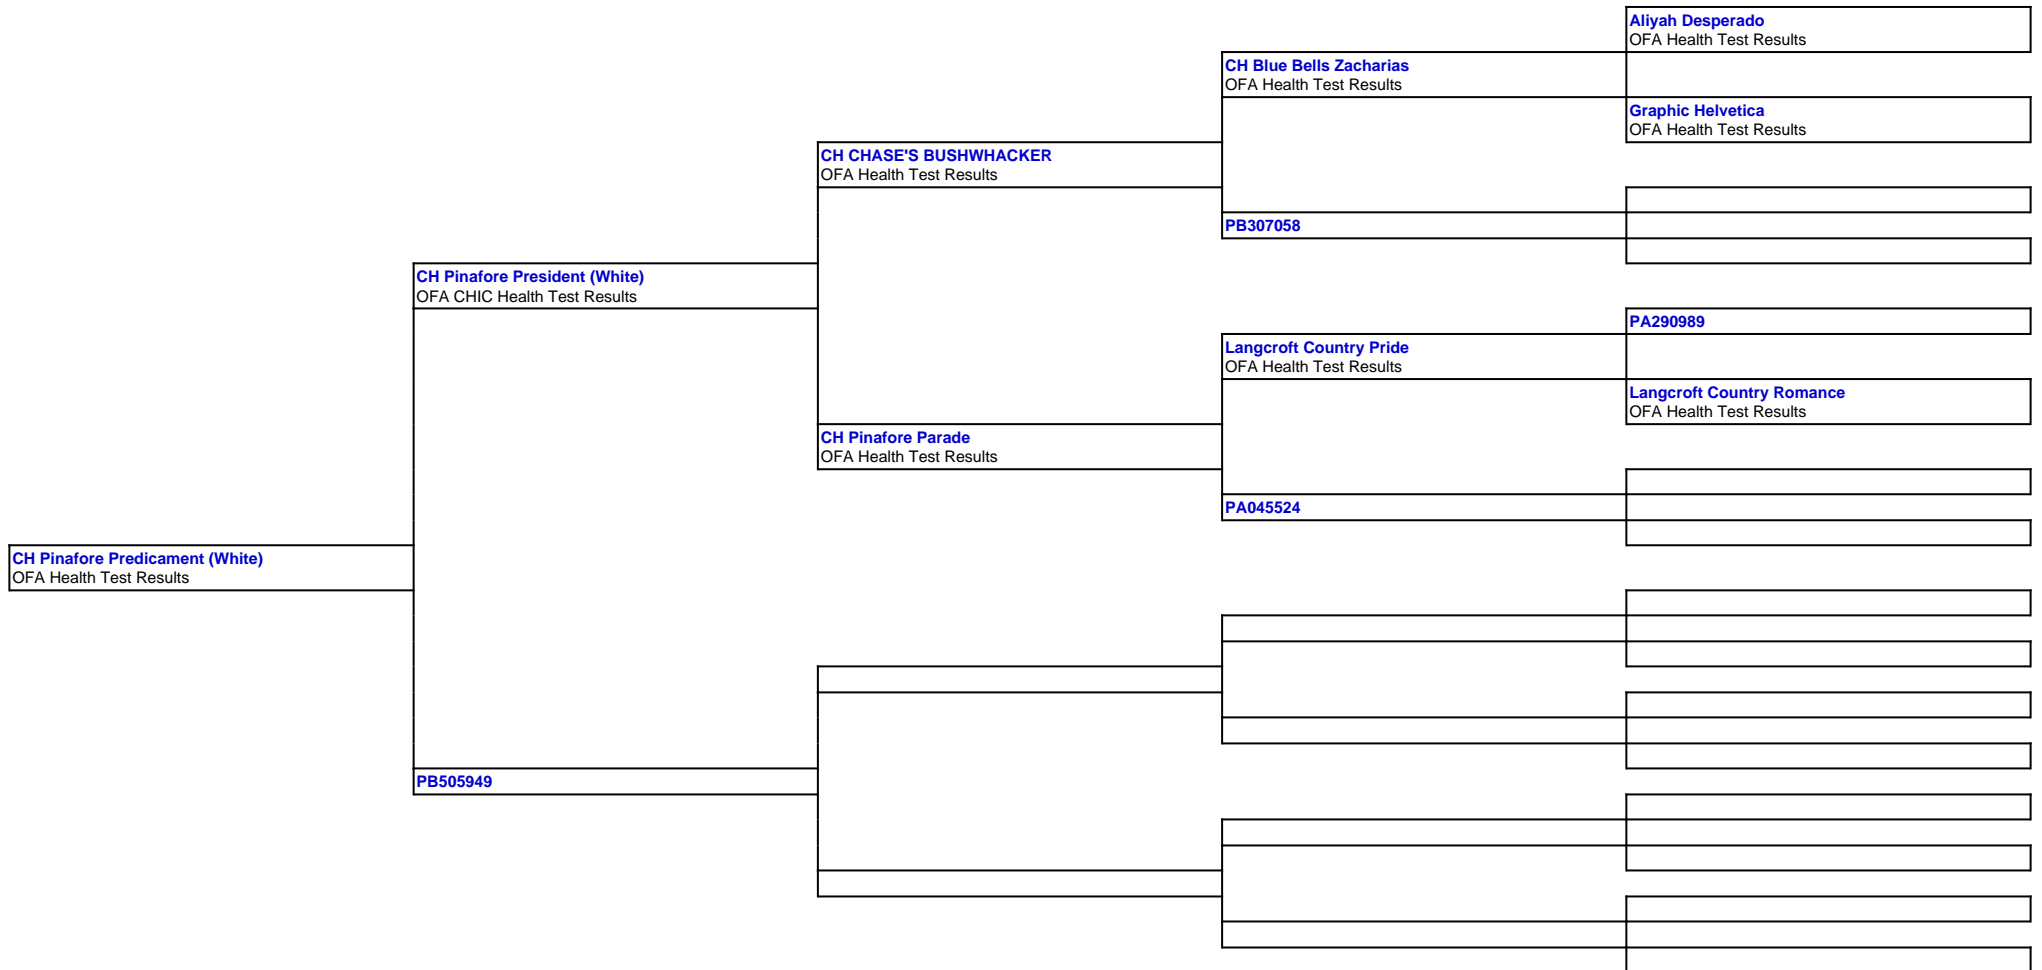 Aliyah Desperado
OFA Health Test Results
CH Blue Bells Zacharias
OFA Health Test Results
Graphic Helvetica
OFA Health Test Results
CH CHASE'S BUSHWHACKER
OFA Health Test Results
PB307058
CH Pinafore President (White)
OFA CHIC Health Test Results
PA290989
Langcroft Country Pride
OFA Health Test Results
Langcroft Country Romance
OFA Health Test Results
CH Pinafore Parade
OFA Health Test Results
PA045524
CH Pinafore Predicament (White)
OFA Health Test Results
PB505949